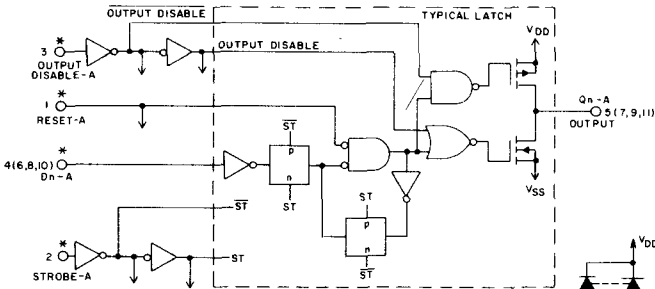 OUTPUT DISABLE
TYPICAL LATCH
VDD
*
3
OUTPUT DISABLE
OUTPUT
DISABLE-A
Qn-A
5(7,9,11)
OUTPUT
*
1
RESET-A
ST
p
n
ST
*
4(6,8,10)
Dn-A
VSS
ST
ST
p
n
ST
*
2
STROBE-A
ST
VDD